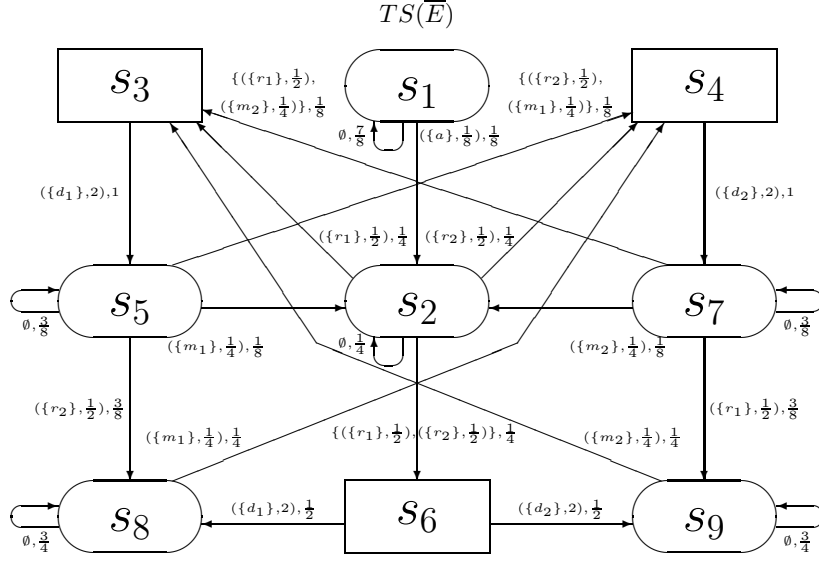 TS(E̅)
s₃
{({r₁},½),
({m₂},¼)},⅛
s₁
{({r₂},½),
({m₁},¼)},⅛
s₄
∅,⅞
({a},⅛),⅛
({d₁},2),1
({d₂},2),1
({r₁},½),¼
({r₂},½),¼
s₅
s₂
s₇
∅,⅜
({m₁},¼),⅛
∅,¼
({m₂},¼),⅛
∅,⅜
({r₂},½),⅜
({m₁},¼),¼
{({r₁},½),({r₂},½)},¼
({m₂},¼),¼
({r₁},½),⅜
s₈
({d₁},2),½
s₆
({d₂},2),½
s₉
∅,¾
∅,¾